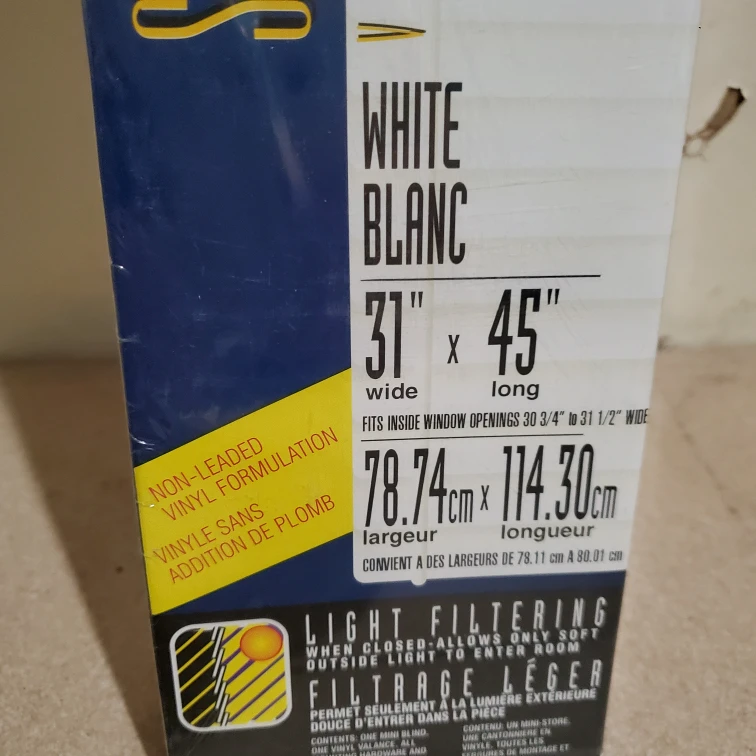 WHITE
BLANC
31" x 45"
wide long
FITS INSIDE WINDOW OPENINGS 30 3/4" to 31 1/2" WIDE
78.74cm x 114.30cm
largeur longueur
CONVIENT A DES LARGEURS DE 78.11 cm A 80.01 cm
NON-LEADED
VINYL FORMULATION
VINYLE SANS
ADDITION DE PLOMB
LIGHT FILTERING
WHEN CLOSED-ALLOWS ONLY SOFT
OUTSIDE LIGHT TO ENTER ROOM
FILTRAGE LÉGER
PERMET SEULEMENT À LA LUMIÈRE EXTÉRIEURE
DOUCE D'ENTRER DANS LA PIÈCE
CONTENTS: ONE MINI BLIND,
ONE VINYL VALANCE, ALL
HARDWARE AND
CONTENU: UN MINI-STORE,
UNE CANTONNIERE EN
VINYLE, TOUTES LES